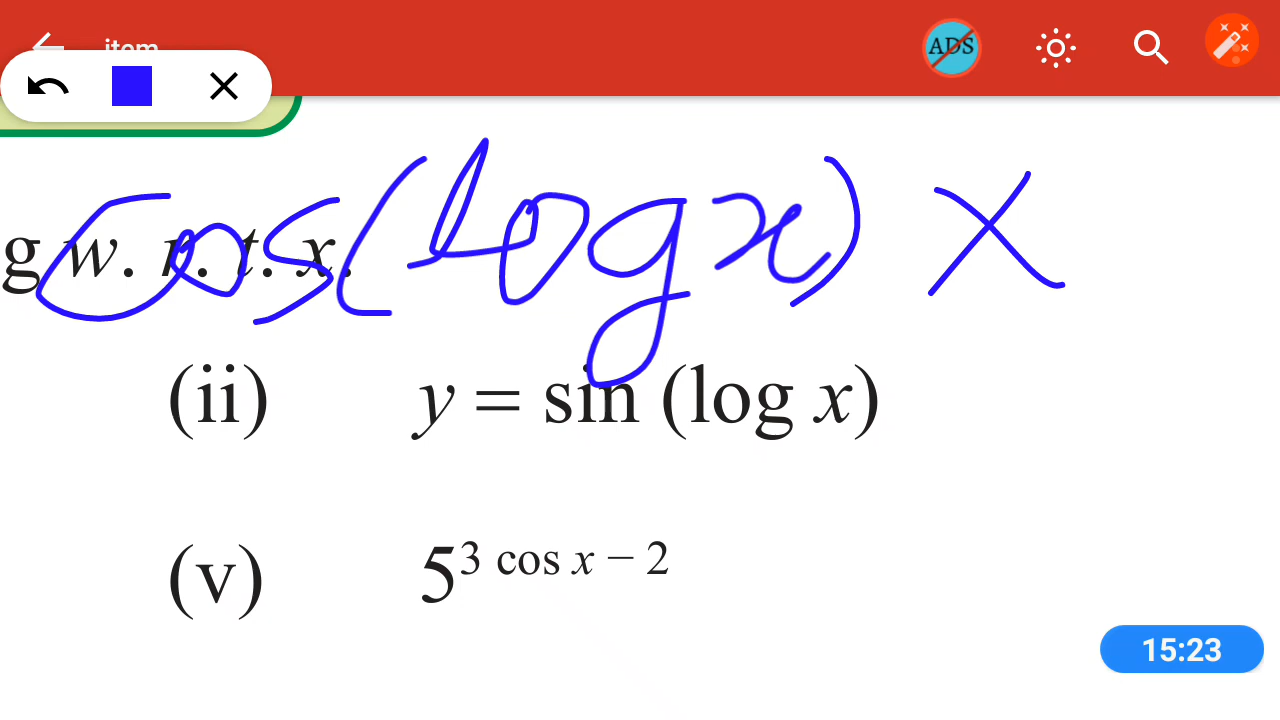 item
ADS
cos(log x) X
g w. r. t. x.
(ii) y = sin (log x)
(v) 5^{3 cos x − 2}
15:23